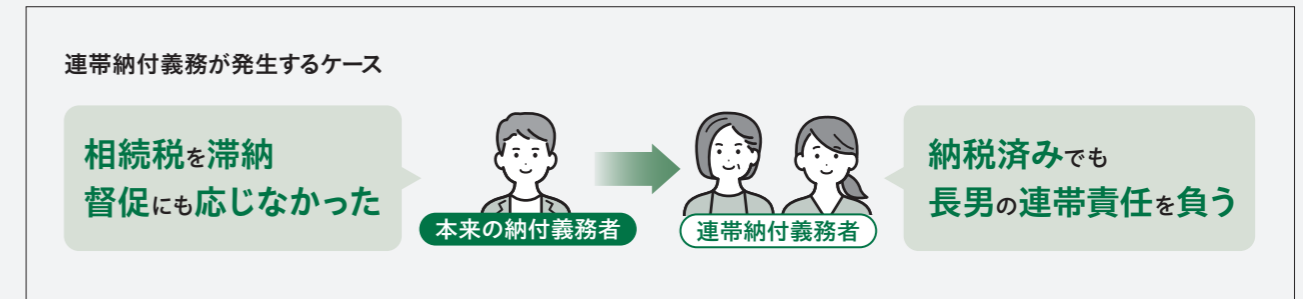 連帯納付義務が発生するケース
相続税を滞納
督促にも応じなかった
本来の納付義務者
連帯納付義務者
納税済みでも
長男の連帯責任を負う